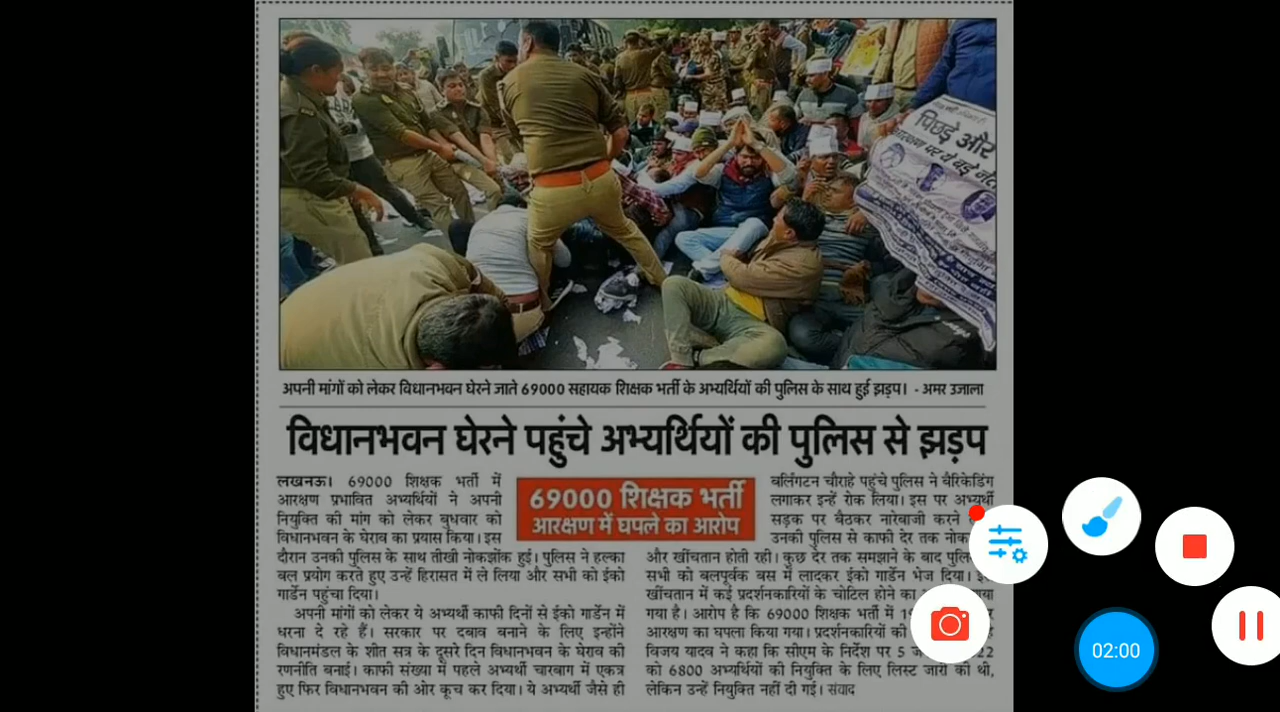 पिछड़े और
अपनी मांगों को लेकर विधानभवन घेरने जाते 69000 सहायक शिक्षक भर्ती के अभ्यर्थियों की पुलिस के साथ हुई झड़प। - अमर उजाला
विधानभवन घेरने पहुंचे अभ्यर्थियों की पुलिस से झड़प
69000 शिक्षक भर्ती
आरक्षण में घपले का आरोप
लखनऊ। 69000 शिक्षक भर्ती में
आरक्षण प्रभावित अभ्यर्थियों ने अपनी
नियुक्ति की मांग को लेकर बुधवार को
विधानभवन के घेराव का प्रयास किया। इस
दौरान उनकी पुलिस के साथ तीखी नोकझोंक हुई। पुलिस ने हल्का
बल प्रयोग करते हुए उन्हें हिरासत में ले लिया और सभी को ईको
गार्डन पहुंचा दिया।
अपनी मांगों को लेकर ये अभ्यर्थी काफी दिनों से ईको गार्डन में
धरना दे रहे हैं। सरकार पर दबाव बनाने के लिए इन्होंने
विधानमंडल के शीत सत्र के दूसरे दिन विधानभवन के घेराव की
रणनीति बनाई। काफी संख्या में पहले अभ्यर्थी चारबाग में एकत्र
हुए फिर विधानभवन की ओर कूच कर दिया। ये अभ्यर्थी जैसे ही
बर्लिंगटन चौराहे पहुंचे पुलिस ने बैरिकेडिंग
लगाकर इन्हें रोक लिया। इस पर अभ्यर्थी
सड़क पर बैठकर नारेबाजी करने
उनकी पुलिस से काफी देर तक
और खींचतान होती रही। कुछ देर तक समझाने के बाद
सभी को बलपूर्वक बस में लादकर ईको गार्डन भेज दिया।
खींचतान में कई प्रदर्शनकारियों के चोटिल होने का
गया है। आरोप है कि 69000 शिक्षक भर्ती में
आरक्षण का घपला किया गया। प्रदर्शनकारियों की
विजय यादव ने कहा कि सीएम के निर्देश पर 5
को 6800 अभ्यर्थियों की नियुक्ति के लिए लिस्ट जारी की थी,
लेकिन उन्हें नियुक्ति नहीं दी गई। संवाद
02:00